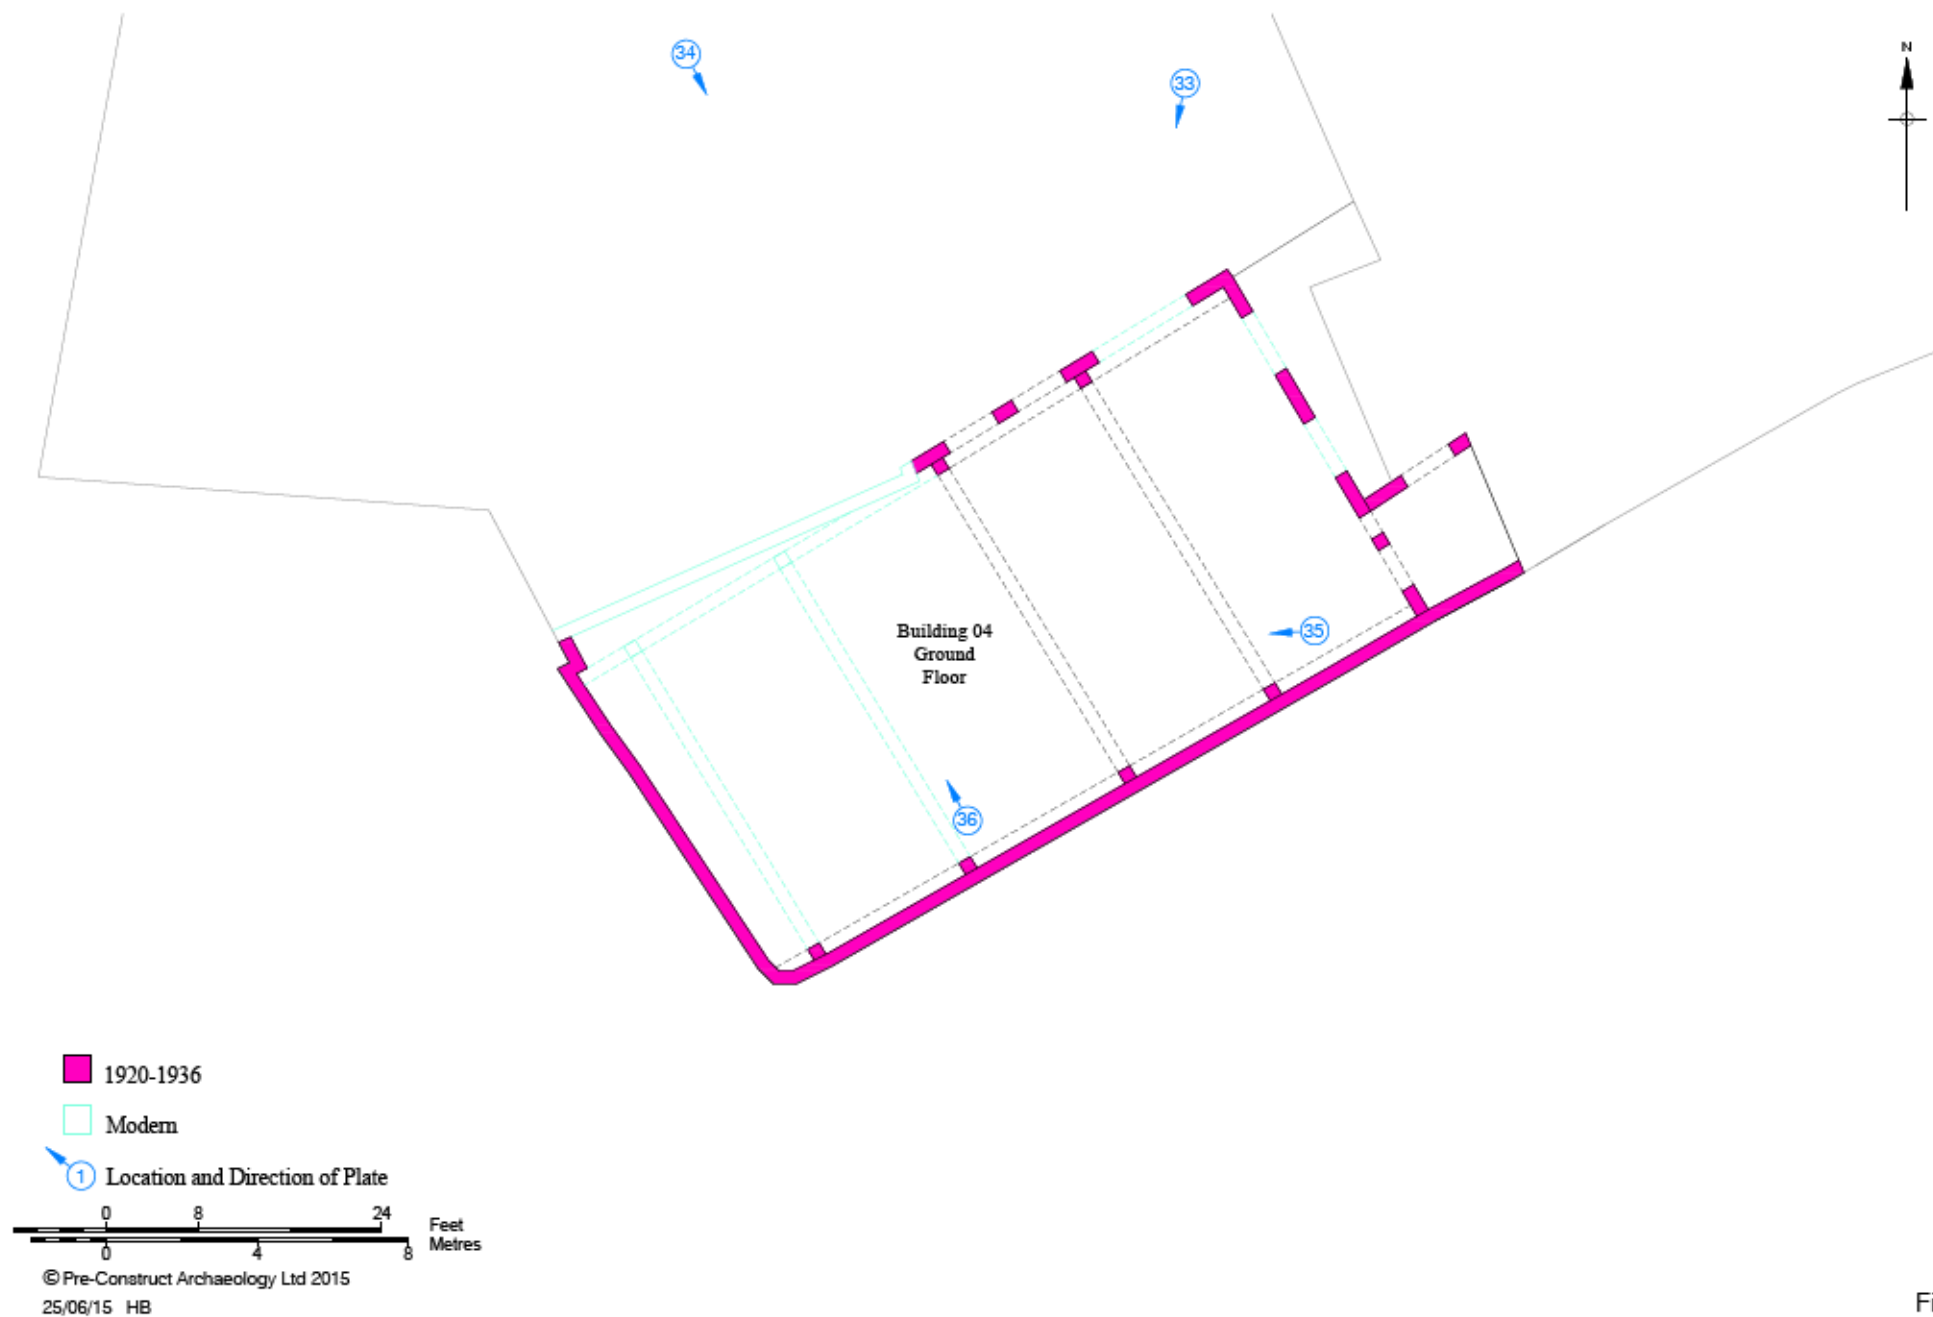 34
33
N
Building 04
Ground
Floor
35
36
1920-1936
Modern
1 Location and Direction of Plate
0 8 24 Feet
Metres
0 4 8
© Pre-Construct Archaeology Ltd 2015
25/06/15 HB
Fi